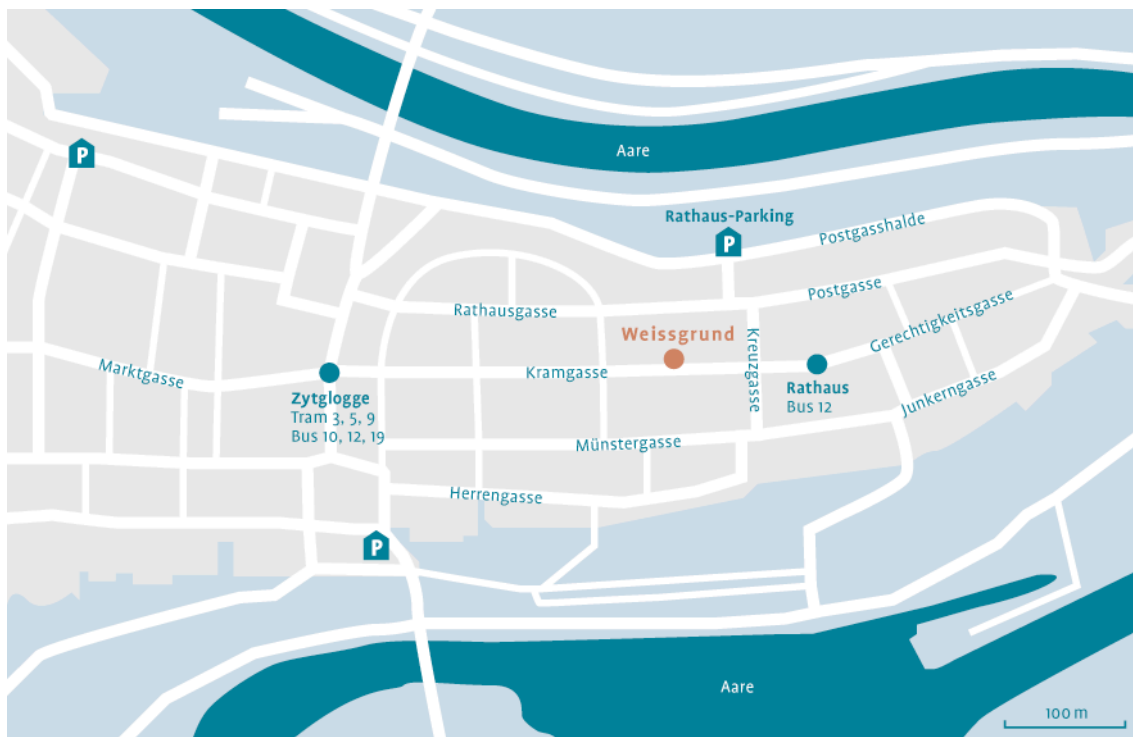 Aare
P
Rathaus-Parking
P
Postgasshalde
Postgasse
Rathausgasse
Gerechtigkeitsgasse
Weissgrund
Kreuzgasse
Marktgasse
Kramgasse
Zytglogge
Tram 3, 5, 9
Bus 10, 12, 19
Rathaus
Bus 12
Junkerngasse
Münstergasse
Herrengasse
P
Aare
100 m